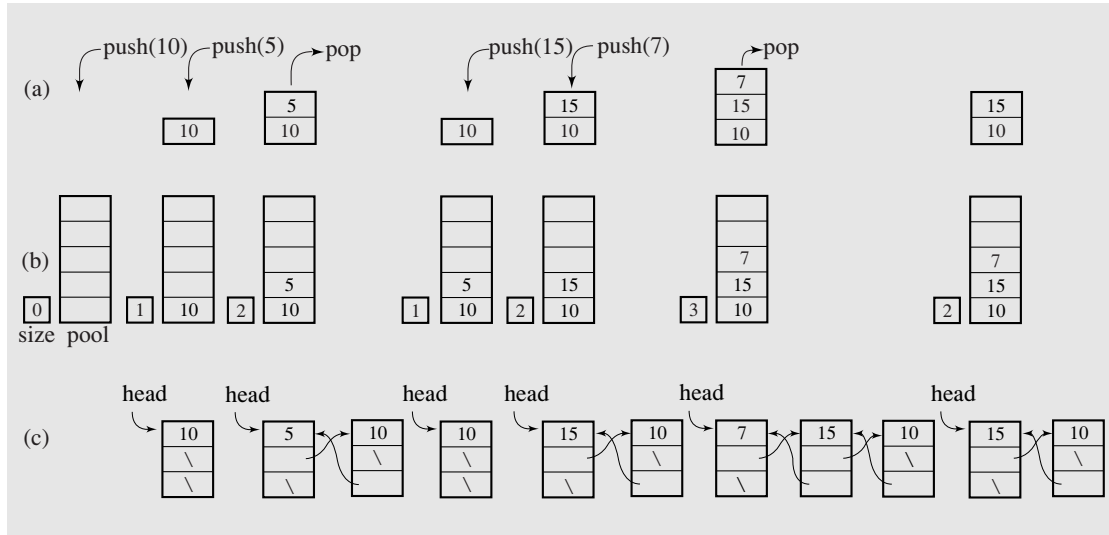 push(10) push(5) pop push(15) push(7) pop
(a)
5 15 7 15
10 10 10 10 15 10
10
(b)
7 7
5 5 15 15 15
0 1 10 2 10 1 10 2 10 3 10 2 10
size pool
head head head head head head
(c) 10 5 10 10 15 10 7 15 10 15 10
\ \ \ \ \
\ \ \ \ \ \